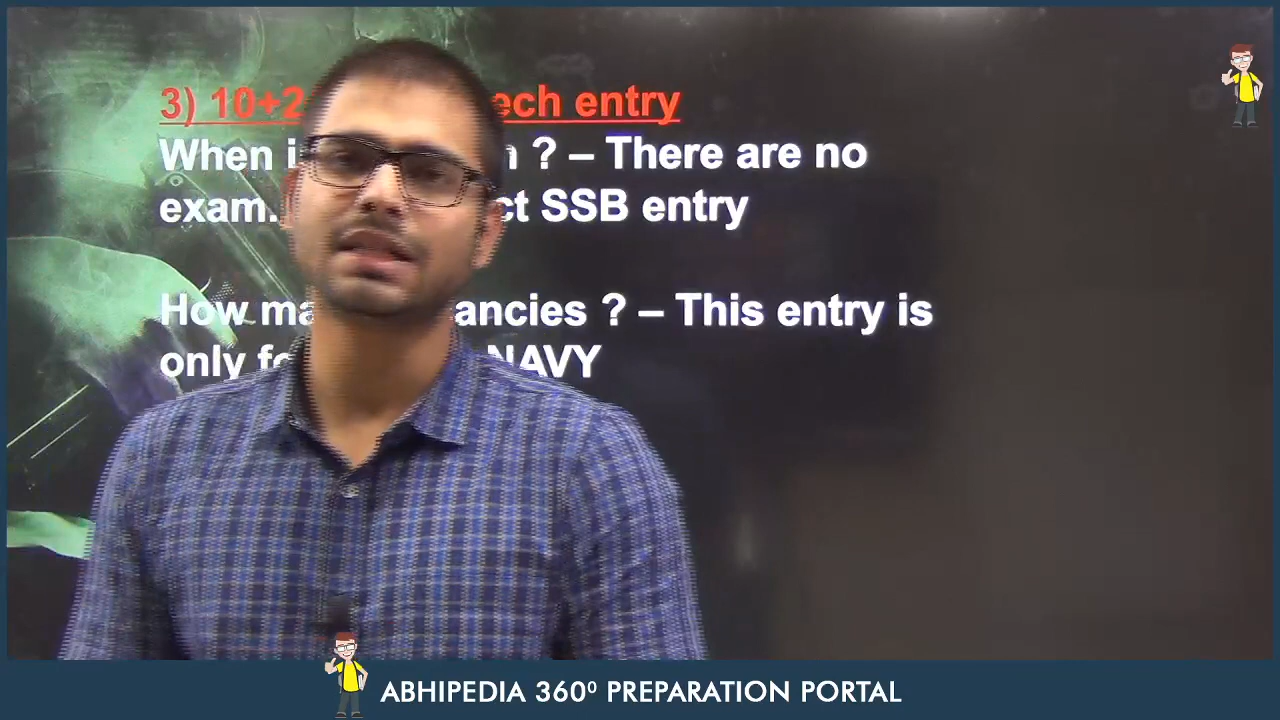 3) 10+2 ech entry
When i n ? – There are no
exam. ct SSB entry
How ma ancies ? – This entry is
only fo NAVY
ABHIPEDIA 360⁰ PREPARATION PORTAL